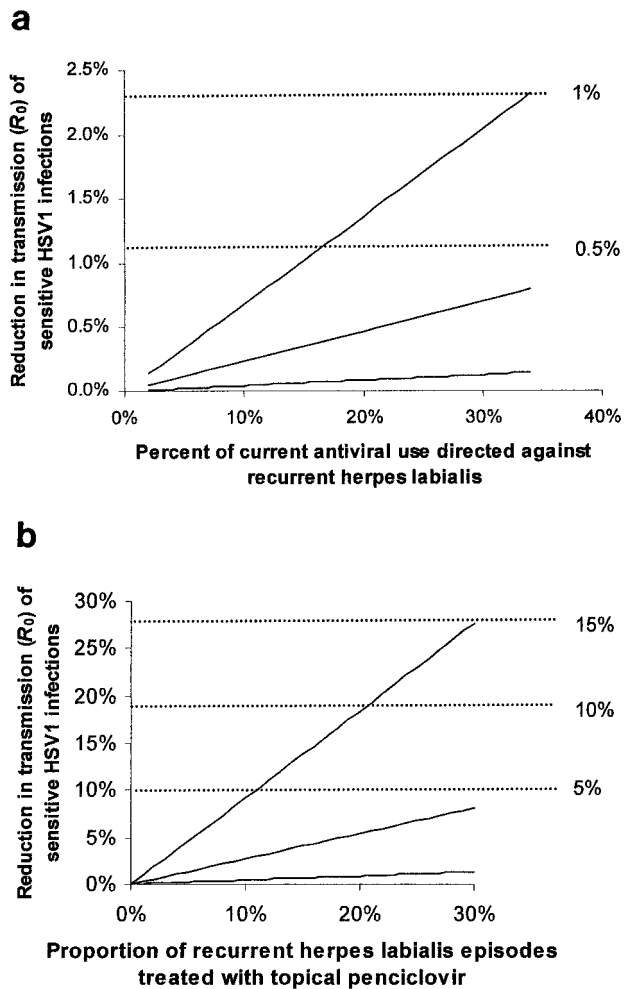 a
Reduction in transmission (R0) of
sensitive HSV1 infections
2.5%
2.0%
1.5%
1.0%
0.5%
0.0%
1%
0.5%
0%
10%
20%
30%
40%
Percent of current antiviral use directed against
recurrent herpes labialis
b
Reduction in transmission (R0) of
sensitive HSV1 infections
30%
25%
20%
15%
10%
5%
0%
15%
10%
5%
0%
10%
20%
30%
Proportion of recurrent herpes labialis episodes
treated with topical penciclovir